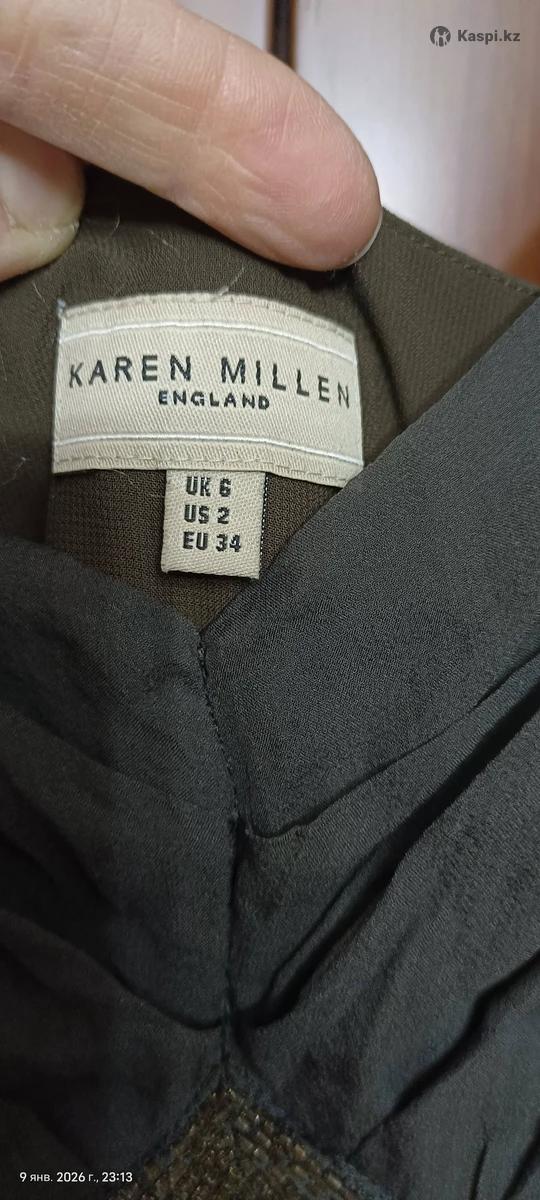 Kaspi.kz
KAREN MILLEN
ENGLAND
UK 6
US 2
EU 34
9 янв. 2026 г., 23:13